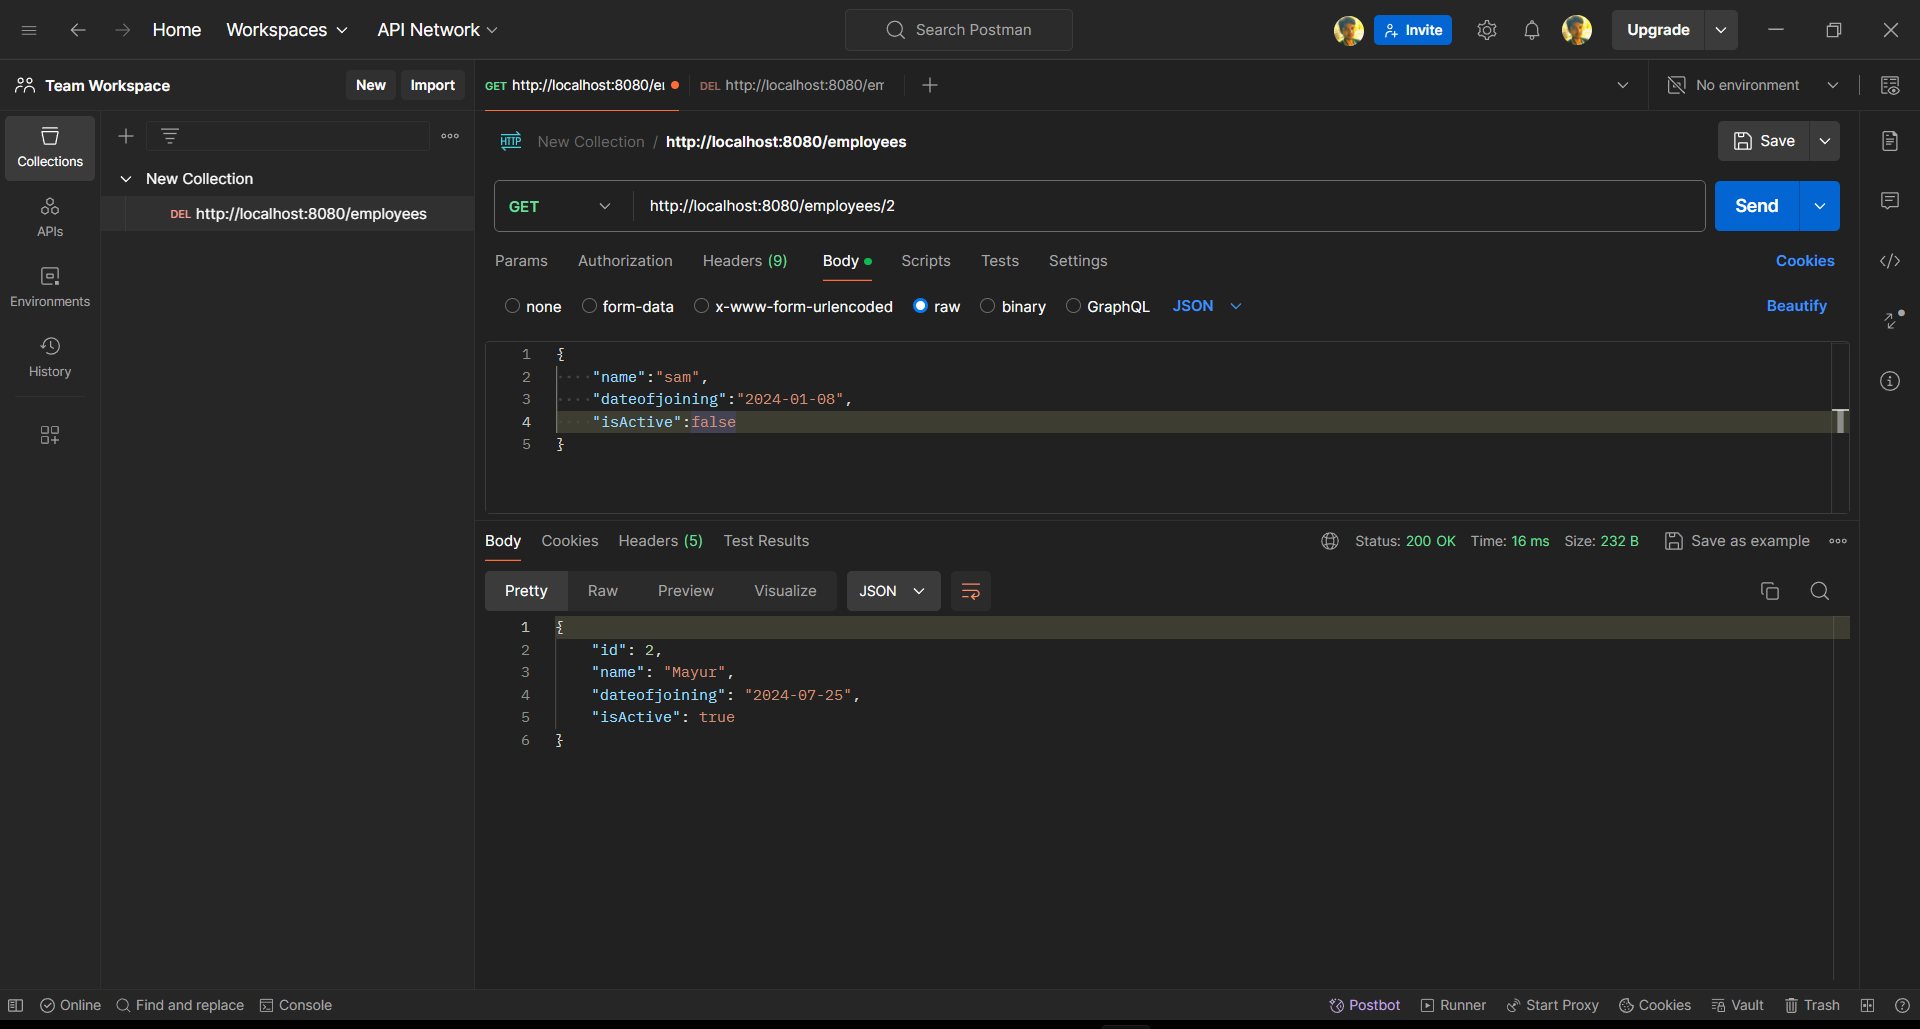 Home Workspaces API Network Search Postman Invite Upgrade
Team Workspace New Import GET http://localhost:8080/ei DEL http://localhost:8080/em No environment
HTTP New Collection / http://localhost:8080/employees Save
Collections
New Collection
DEL http://localhost:8080/employees
GET http://localhost:8080/employees/2 Send
APIs
Params Authorization Headers (9) Body Scripts Tests Settings Cookies
Environments
none form-data x-www-form-urlencoded raw binary GraphQL JSON Beautify
History
1 {
2 "name":"sam",
3 "dateofjoining":"2024-01-08",
4 "isActive":false
5 }
Body Cookies Headers (5) Test Results Status: 200 OK Time: 16 ms Size: 232 B Save as example
Pretty Raw Preview Visualize JSON
1 {
2 "id": 2,
3 "name": "Mayur",
4 "dateofjoining": "2024-07-25",
5 "isActive": true
6 }
Online Find and replace Console Postbot Runner Start Proxy Cookies Vault Trash